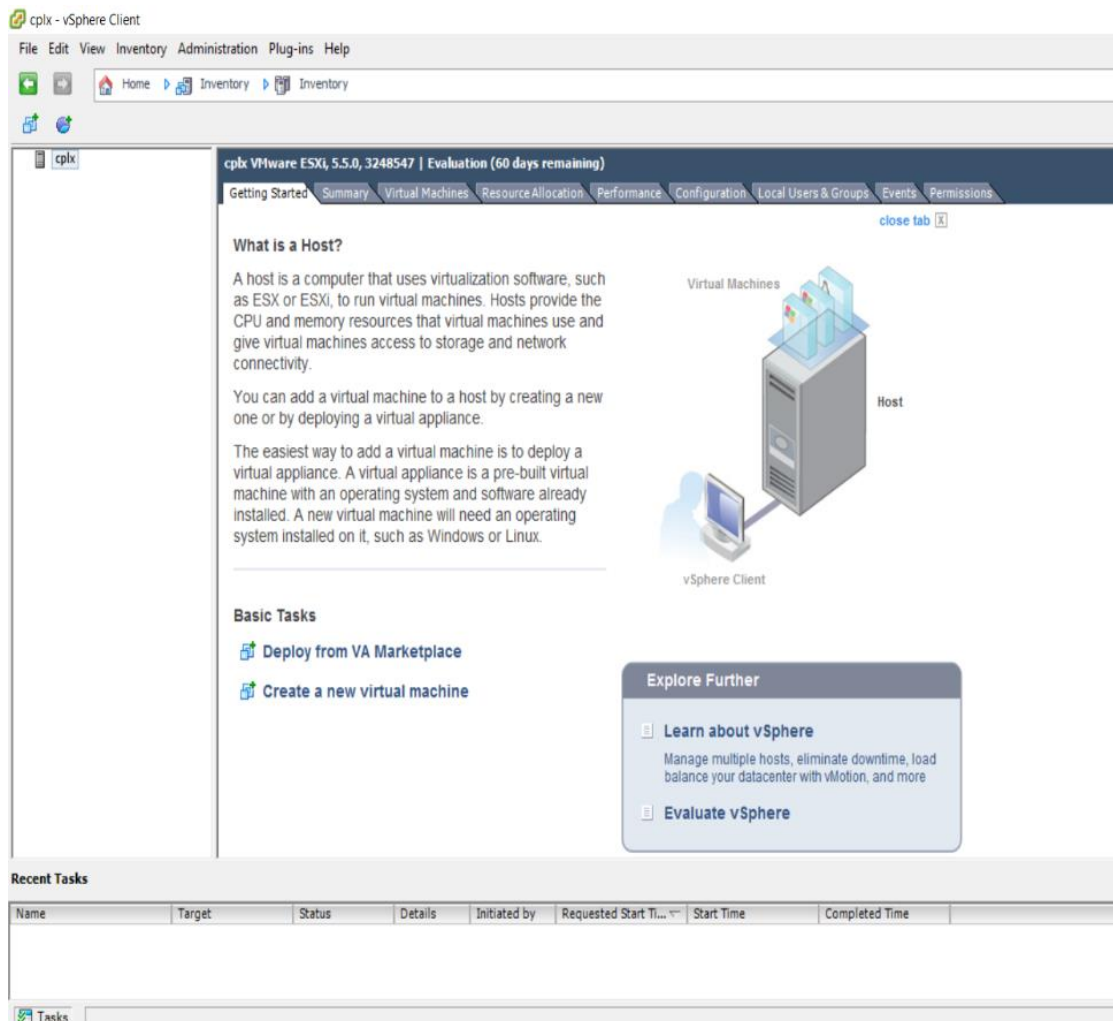 cplx - vSphere Client
File Edit View Inventory Administration Plug-ins Help
Home Inventory Inventory
cplx
cplx VMware ESXi, 5.5.0, 3248547 | Evaluation (60 days remaining)
Getting Started Summary Virtual Machines Resource Allocation Performance Configuration Local Users & Groups Events Permissions
close tab X
What is a Host?
A host is a computer that uses virtualization software, such
as ESX or ESXi, to run virtual machines. Hosts provide the
CPU and memory resources that virtual machines use and
give virtual machines access to storage and network
connectivity.
You can add a virtual machine to a host by creating a new
one or by deploying a virtual appliance.
The easiest way to add a virtual machine is to deploy a
virtual appliance. A virtual appliance is a pre-built virtual
machine with an operating system and software already
installed. A new virtual machine will need an operating
system installed on it, such as Windows or Linux.
Virtual Machines
Host
vSphere Client
Basic Tasks
Deploy from VA Marketplace
Create a new virtual machine
Explore Further
Learn about vSphere
Manage multiple hosts, eliminate downtime, load
balance your datacenter with vMotion, and more
Evaluate vSphere
Recent Tasks
Name Target Status Details Initiated by Requested Start Ti... Start Time Completed Time
Tasks